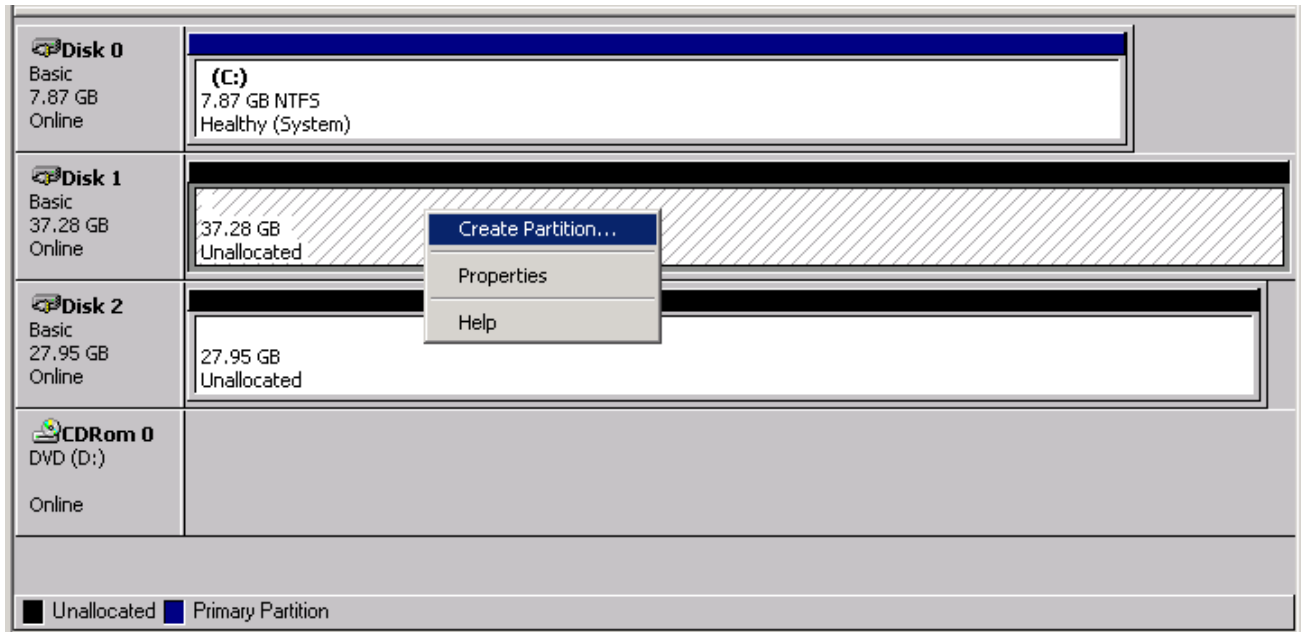 Disk 0
Basic
7.87 GB
Online
(C:)
7.87 GB NTFS
Healthy (System)
Disk 1
Basic
37.28 GB
Online
37.28 GB
Unallocated
Create Partition...
Properties
Help
Disk 2
Basic
27.95 GB
Online
27.95 GB
Unallocated
CDRom 0
DVD (D:)
Online
Unallocated Primary Partition